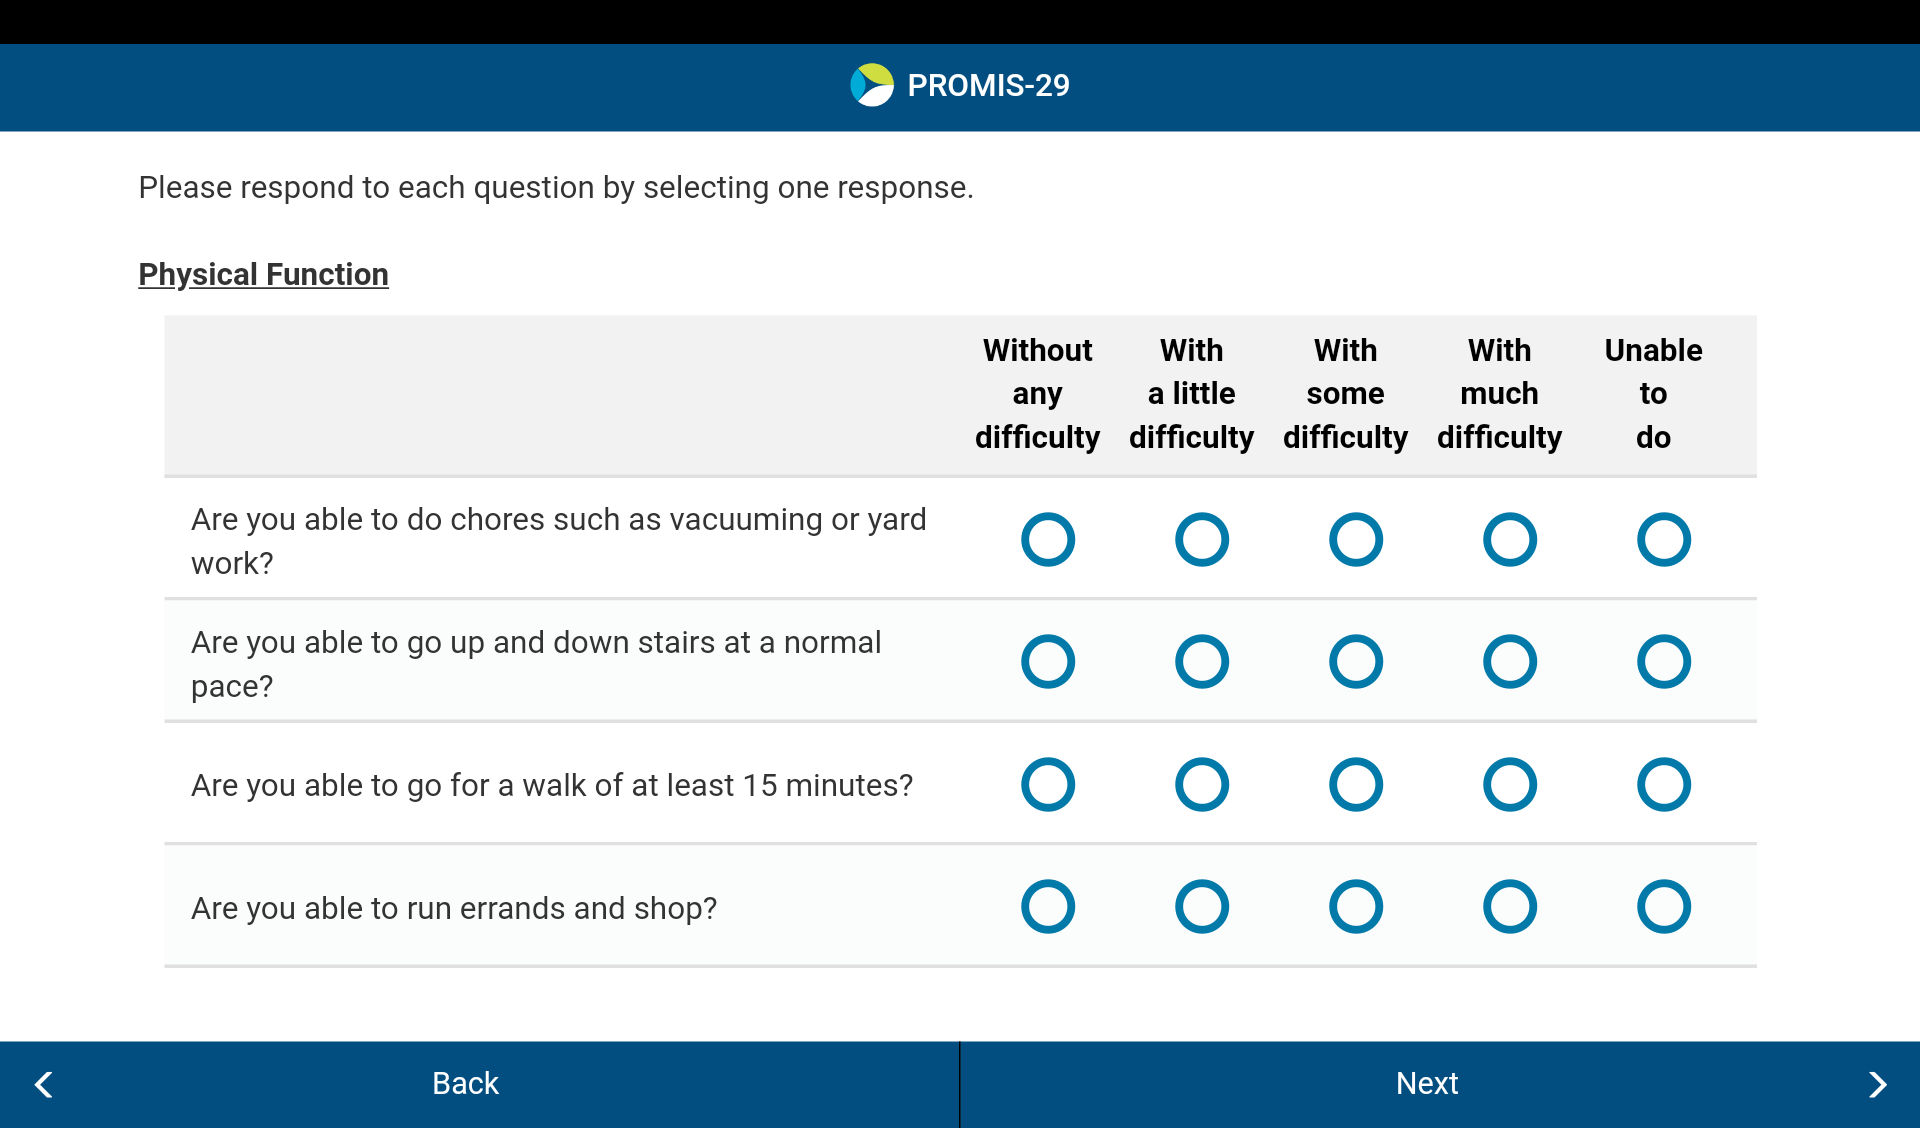 PROMIS-29
Please respond to each question by selecting one response.
Physical Function
Without any difficulty
With a little difficulty
With some difficulty
With much difficulty
Unable to do
Are you able to do chores such as vacuuming or yard
work?
Are you able to go up and down stairs at a normal
pace?
Are you able to go for a walk of at least 15 minutes?
Are you able to run errands and shop?
Back
Next